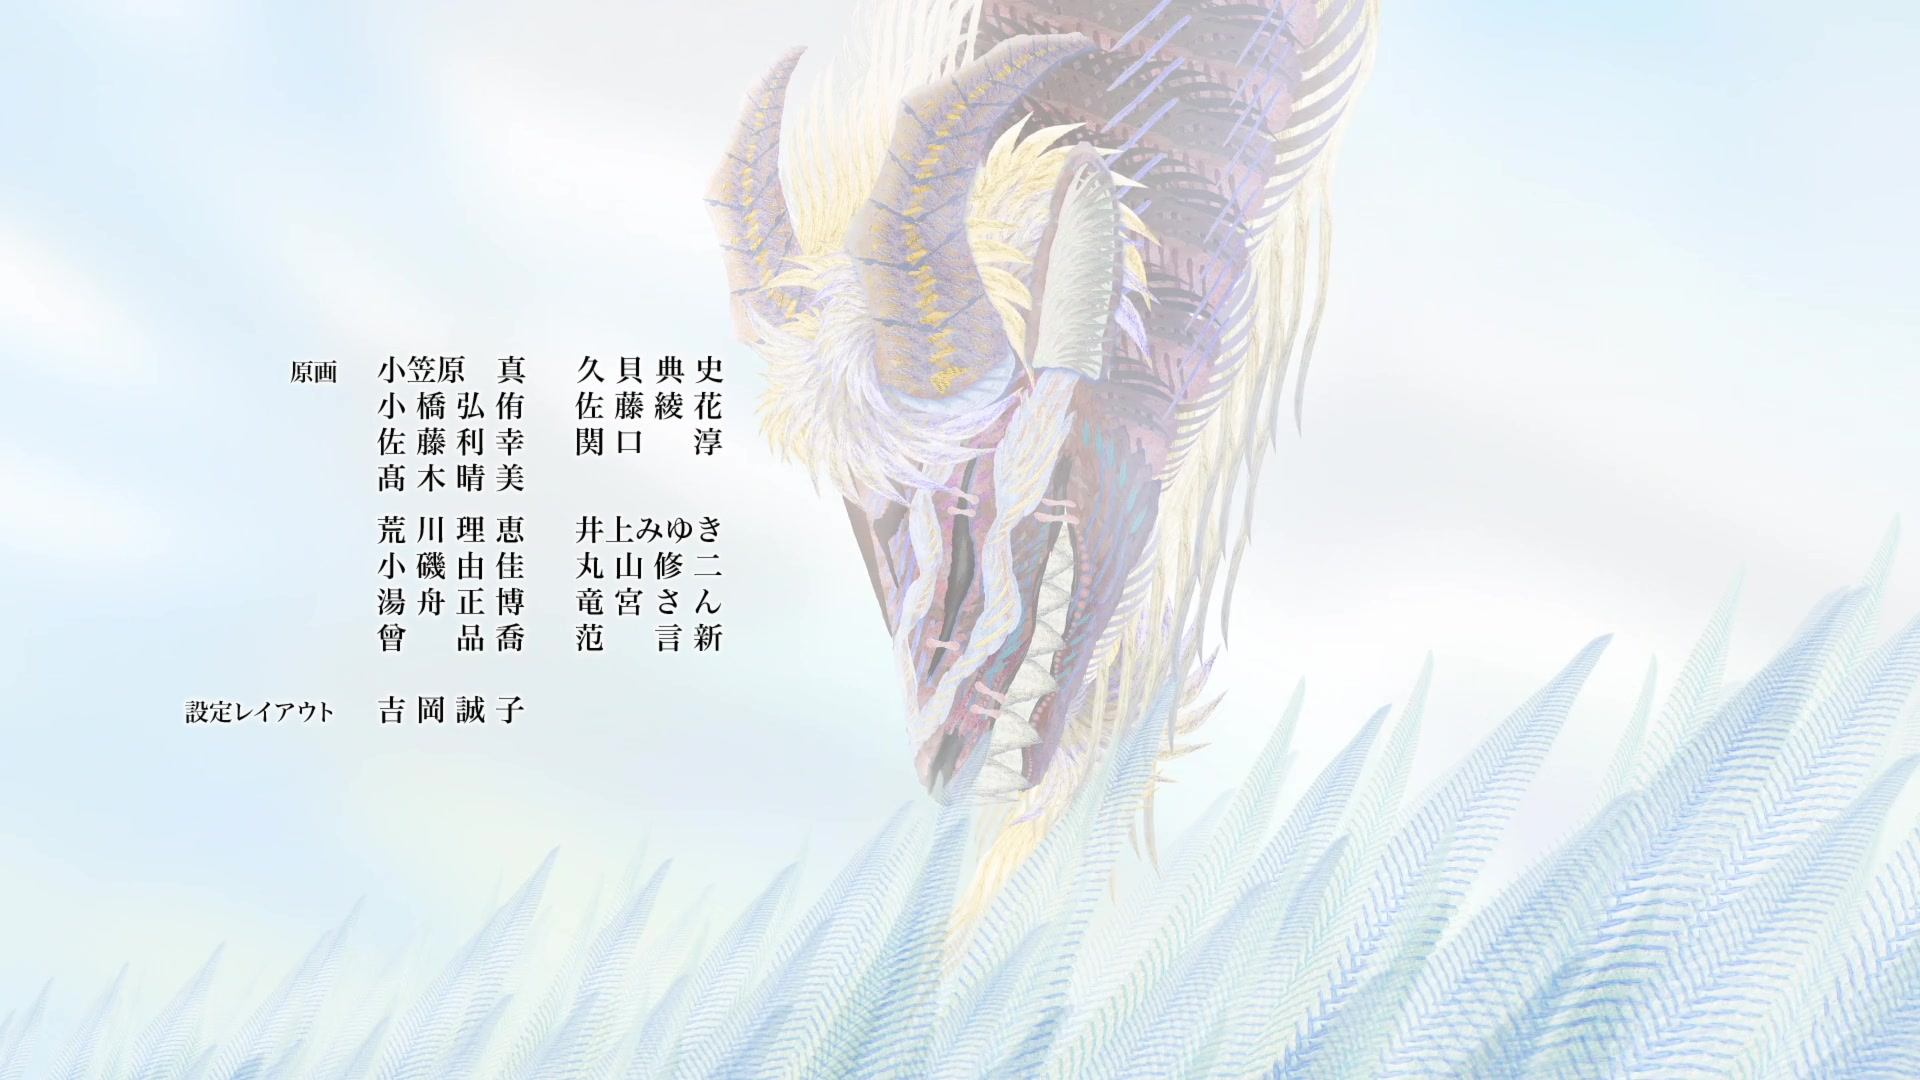 原画 小笠原 真 久貝典史
小橋弘侑 佐藤綾花
佐藤利幸 関口 淳
髙木晴美
荒川理恵 井上みゆき
小磯由佳 丸山修二
湯舟正博 竜宮さん
曾 品喬 范 言新
設定レイアウト 吉岡誠子